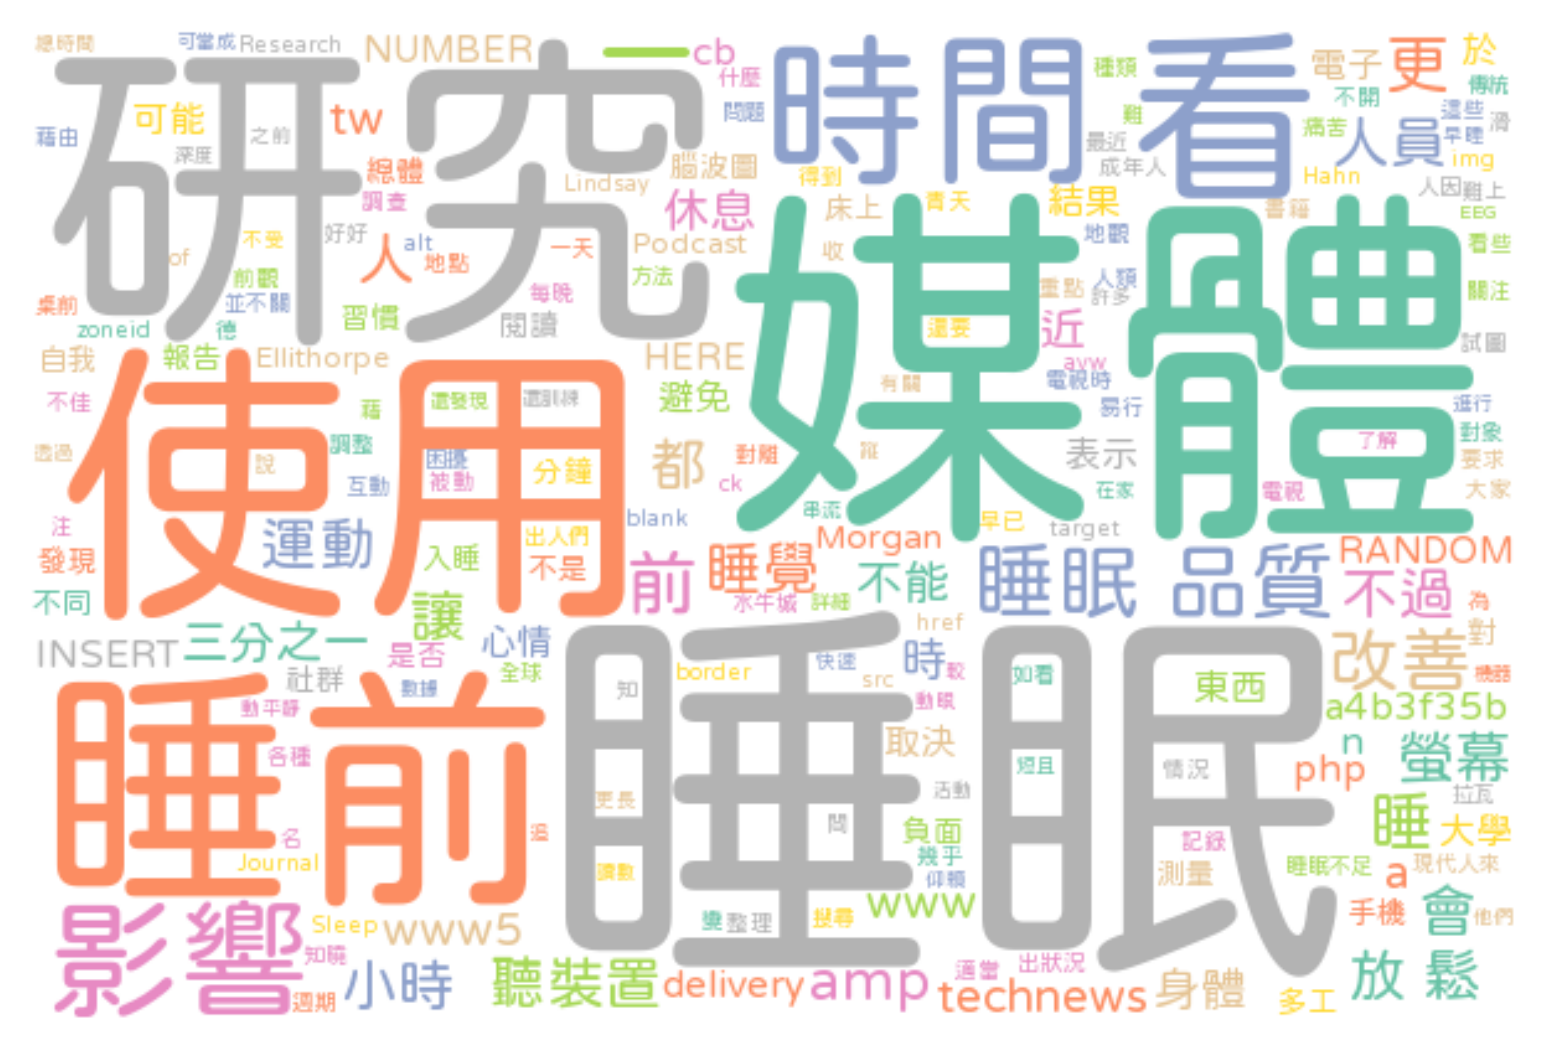 總時間 可當成 Research NUMBER 一 cb 時間 看 電子 更 於
研究 什麼 種類 不開 傳統
藉由 可能 之前 tw 問題 難 痛苦 人員 這些 早睡 滑
深度 總體 腦波圖 最近 成年人 img
調查 Lindsay 休息 得到 床上 青天 結果 書籍 Hahn 人因 難上 EEG
of 不受 好好 人 alt 地點 一天 Podcast 收 地觀 看些
前觀 並不關 每晚 方法 媒體 重點 人類 許多 關注
桌前 zoneid 德 習慣 閱讀 還要 近 試圖
自我 報告 Ellithorpe HERE avw 電視時
不佳 使用 藉 還發現 還訓練 避免 有關 易行 進行
透過 調整 說 困擾 分鐘 都 對離 蹤 表示 了解 對象 要求
互動 被動 ck 在家 電視 大家
注 運動 出人們 blank 串流 早已 target
發現 入睡 不是 前 睡覺 Morgan 睡眠 品質 RANDOM
不同 讓 水牛城 詳細 不能 不過 為
INSERT 三分之一 是否 心情 href 時 改善 對
社群 數據 全球 border 快速 src 較 如看 東西 機器
睡前 動平靜 睡眠 知 動眼 a4b3f35b
各種 取決 短且 情況 n php 螢幕
更長 活動 睡 拉瓦
名 過 問 負面 記錄 大學
Journal 讀數 幾乎 仰賴 測量 睡眠不足 a 現代人來
影響 Sleep www5 變 整理 搜尋 www 手機 會 他們
知曉 週期 小時 聽裝置 delivery amp 適當 technews 出狀況 身體 多工 放鬆